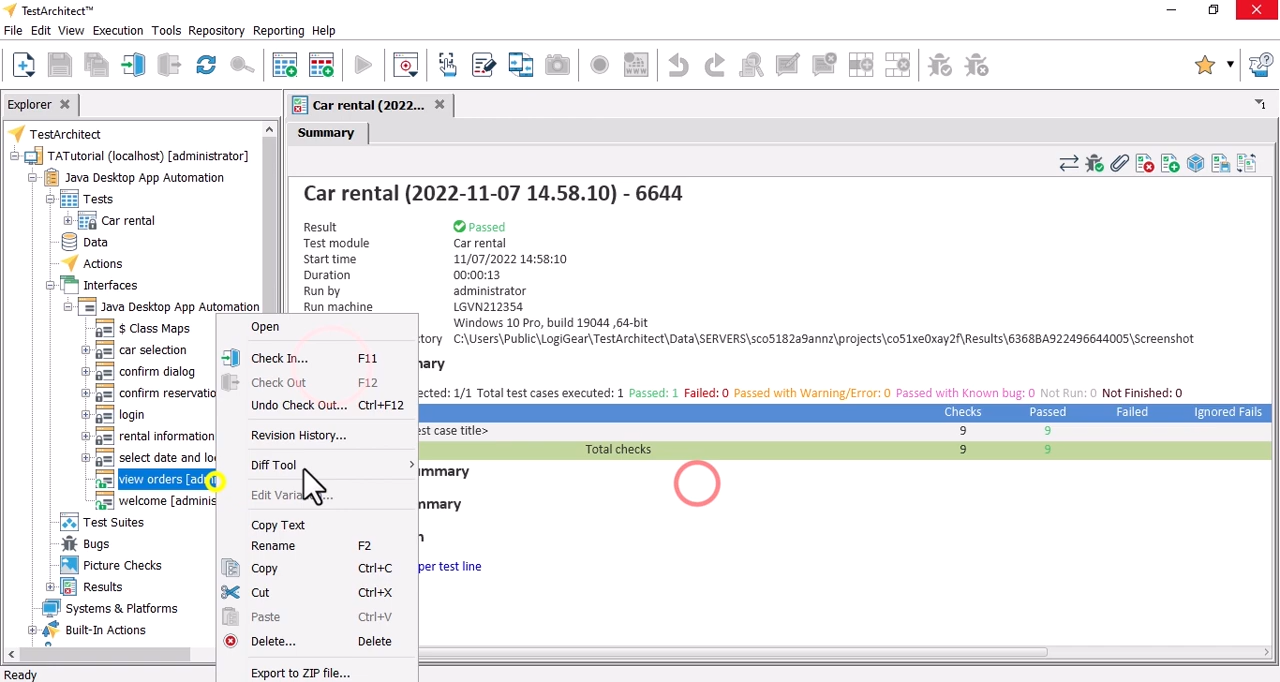 TestArchitect™
File Edit View Execution Tools Repository Reporting Help
Explorer
Car rental (2022...
Summary
TestArchitect
TATutorial (localhost) [administrator]
Java Desktop App Automation
Tests
Car rental
Data
Actions
Interfaces
Java Desktop App Automation
$ Class Maps
car selection
confirm dialog
confirm reservatio
login
rental information
select date and lo
view orders [adm
welcome [adminis
Test Suites
Bugs
Picture Checks
Results
Systems & Platforms
Built-In Actions
Car rental (2022-11-07 14.58.10) - 6644
Result Passed
Test module Car rental
Start time 11/07/2022 14:58:10
Duration 00:00:13
Run by administrator
Run machine LGVN212354
Windows 10 Pro, build 19044 ,64-bit
tory C:\Users\Public\LogiGear\TestArchitect\Data\SERVERS\sco5182a9annz\projects\co51xe0xay2f\Results\6368BA922496644005\Screenshot
mary
ected: 1/1 Total test cases executed: 1 Passed: 1 Failed: 0 Passed with Warning/Error: 0 Passed with Known bug: 0 Not Run: 0 Not Finished: 0
Checks Passed Failed Ignored Fails
est case title> 9 9
Total checks 9 9
ummary
mmary
n
per test line
Open
Check In... F11
Check Out F12
Undo Check Out... Ctrl+F12
Revision History...
Diff Tool
Edit Varia
Copy Text
Rename F2
Copy Ctrl+C
Cut Ctrl+X
Paste Ctrl+V
Delete... Delete
Export to ZIP file...
Ready